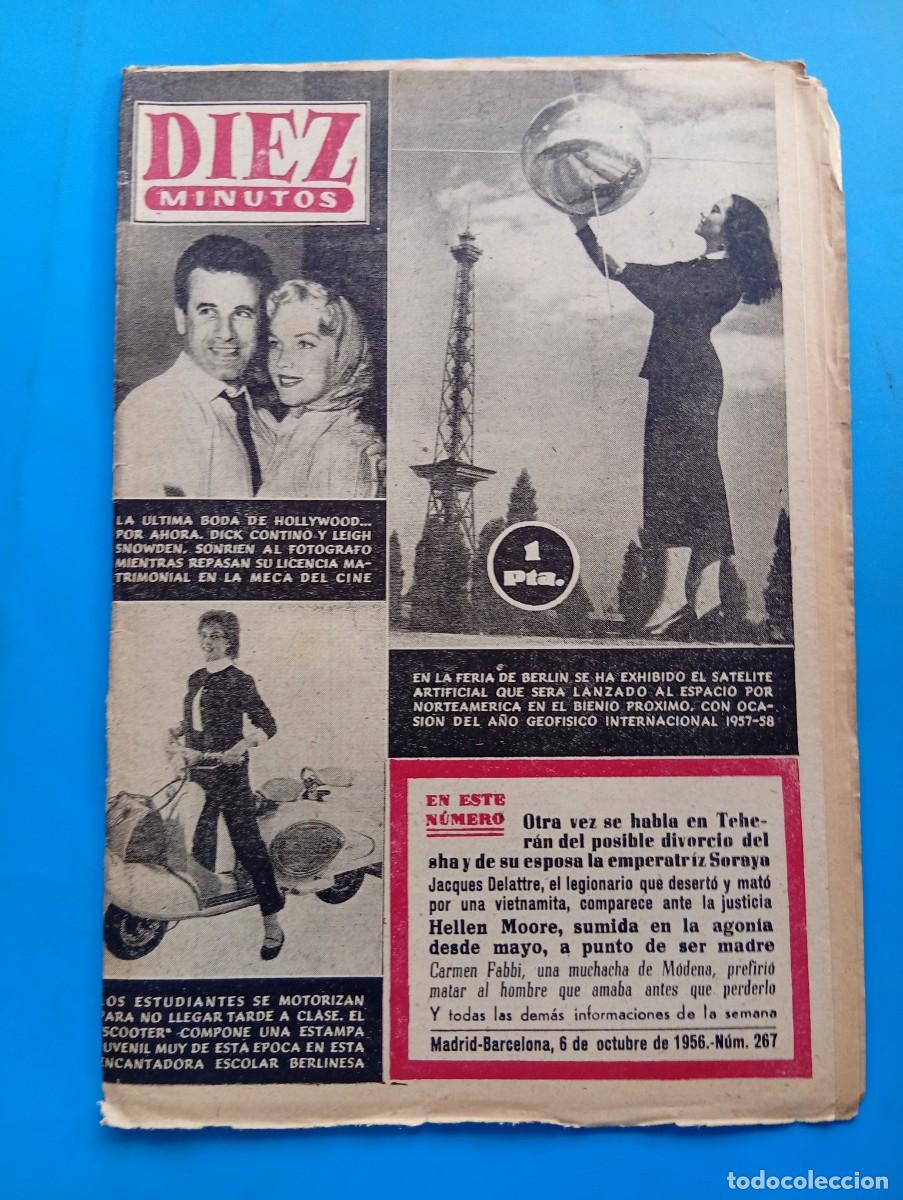 DIEZ
MINUTOS
LA ULTIMA BODA DE HOLLYWOOD...
POR AHORA. DICK CONTINO Y LEIGH
SNOWDEN, SONRIEN AL FOTOGRAFO
MIENTRAS REPASAN SU LICENCIA MA-
TRIMONIAL EN LA MECA DEL CINE
1
Pta.
EN LA FERIA DE BERLIN SE HA EXHIBIDO EL SATELITE
ARTIFICIAL QUE SERA LANZADO AL ESPACIO POR
NORTEAMERICA EN EL BIENIO PROXIMO, CON OCA-
SION DEL AÑO GEOFISICO INTERNACIONAL 1957-58
LOS ESTUDIANTES SE MOTORIZAN
PARA NO LLEGAR TARDE A CLASE. EL
"SCOOTER" COMPONE UNA ESTAMPA
JUVENIL MUY DE ESTA EPOCA EN ESTA
ENCANTADORA ESCOLAR BERLINESA
EN ESTE
NÚMERO
Otra vez se habla en Tehe-
rán del posible divorcio del
sha y de su esposa la emperatriz Soraya
Jacques Delattre, el legionario que desertó y mató
por una vietnamita, comparece ante la justicia
Hellen Moore, sumida en la agonía
desde mayo, a punto de ser madre
Carmen Fabbi, una muchacha de Módena, prefirió
matar al hombre que amaba antes que perderlo
Y todas las demás informaciones de la semana
Madrid-Barcelona, 6 de octubre de 1956.-Núm. 267
todocoleccion